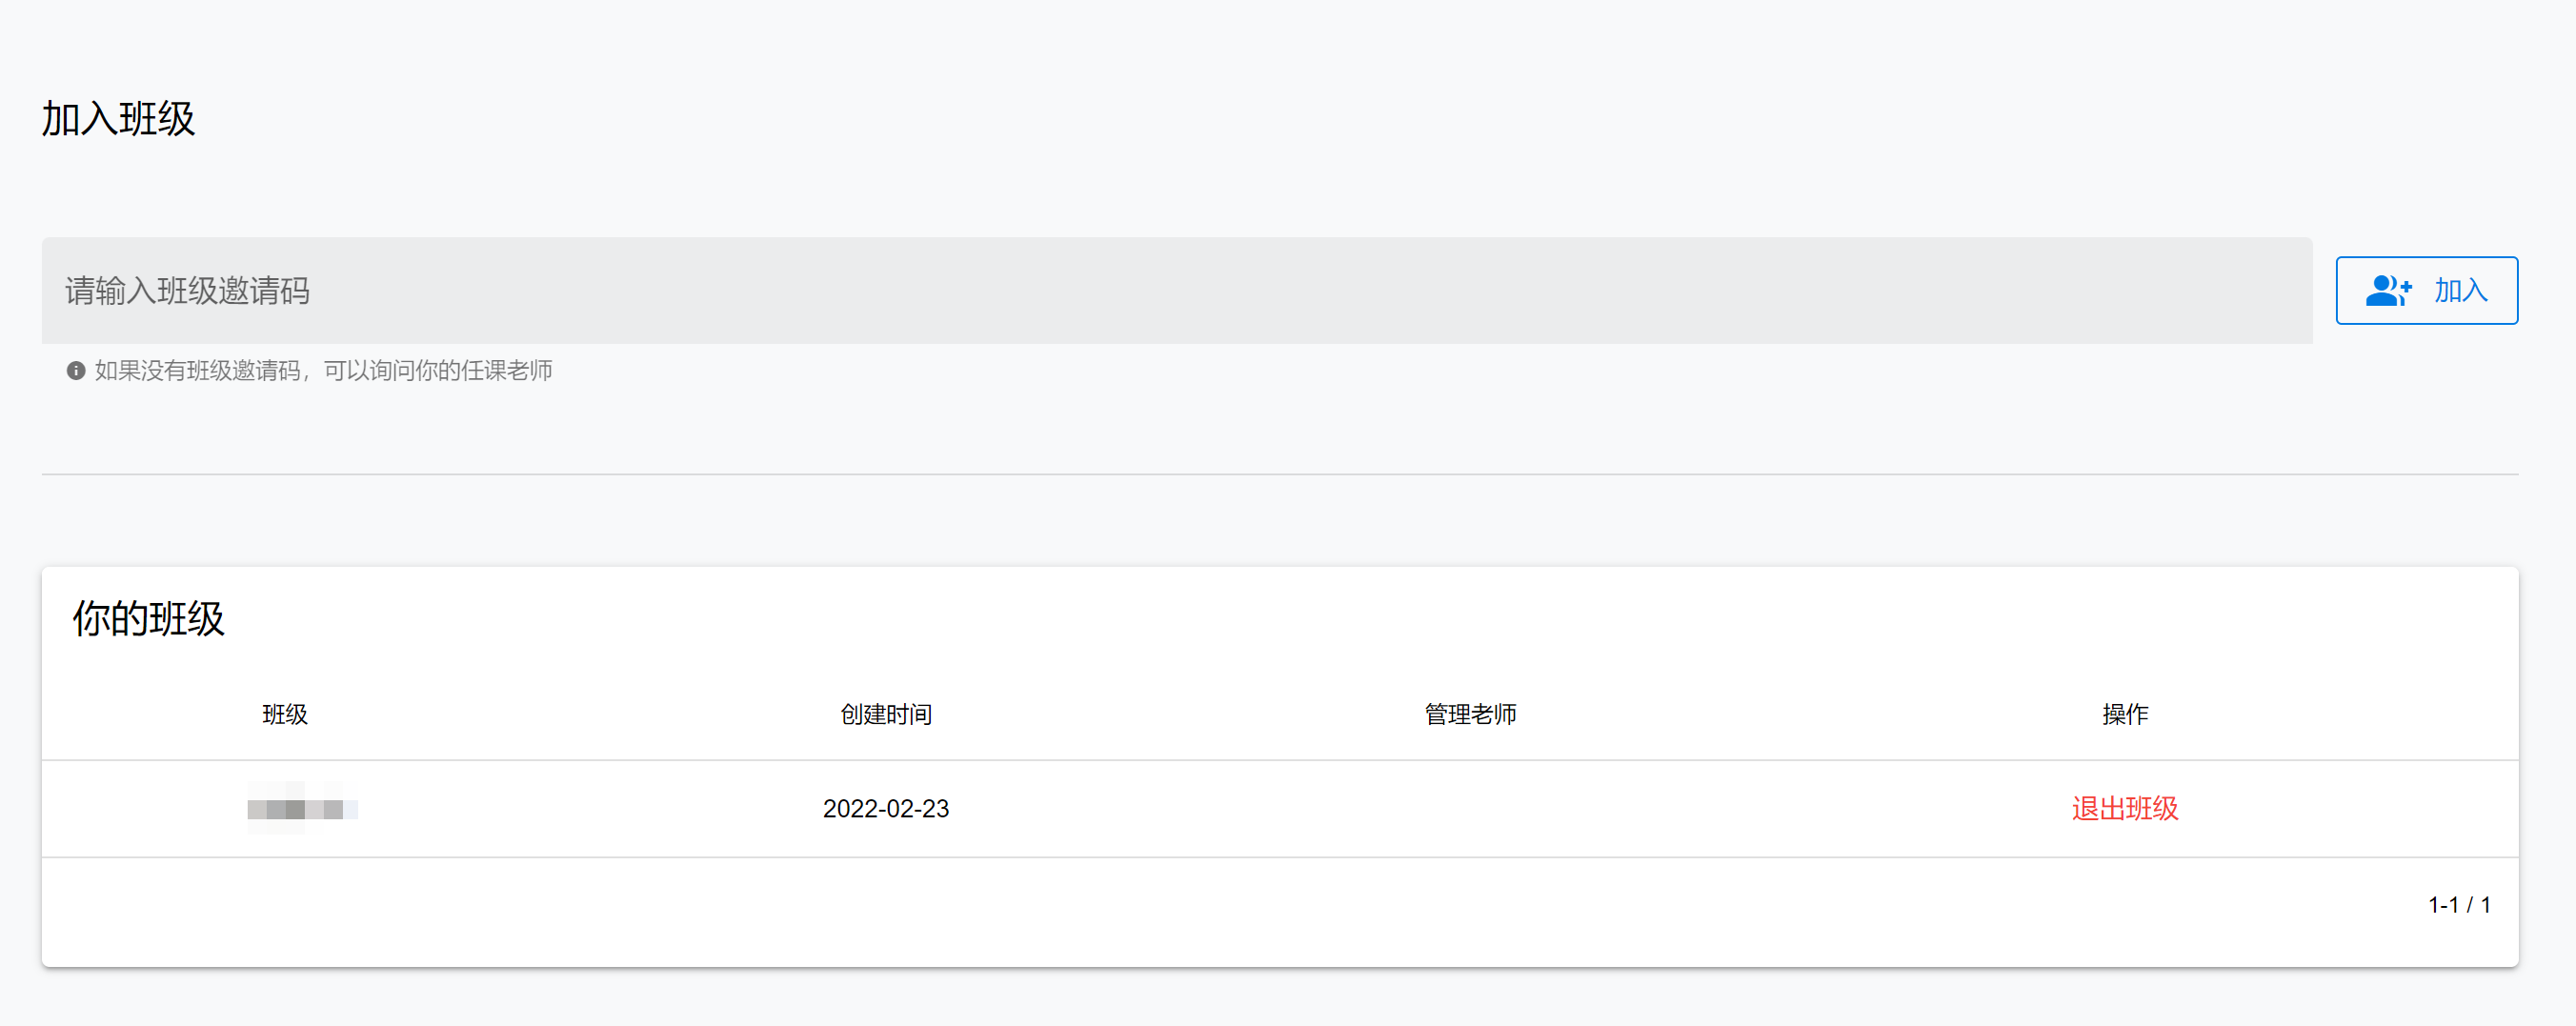 加入班级
请输入班级邀请码
加入
如果没有班级邀请码，可以询问你的任课老师
你的班级
班级 创建时间 管理老师 操作
2022-02-23 退出班级
1-1 / 1